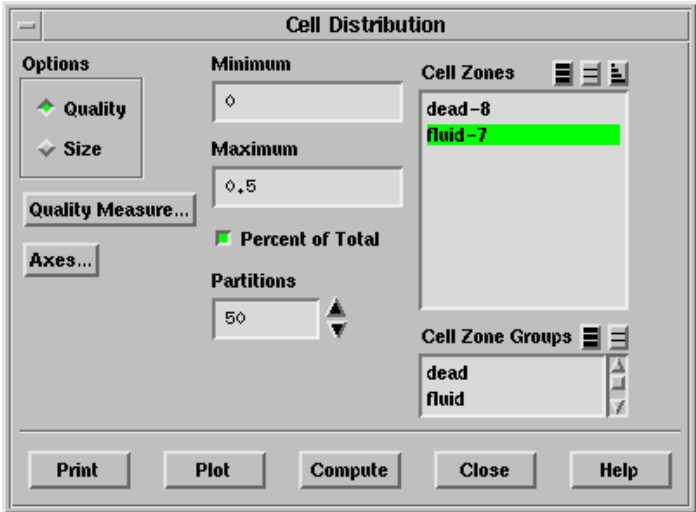 Cell Distribution
Options
Quality
Size
Quality Measure...
Axes...
Minimum
0
Maximum
0.5
Percent of Total
Partitions
50
Cell Zones
dead-8
fluid-7
Cell Zone Groups
dead
fluid
Print
Plot
Compute
Close
Help